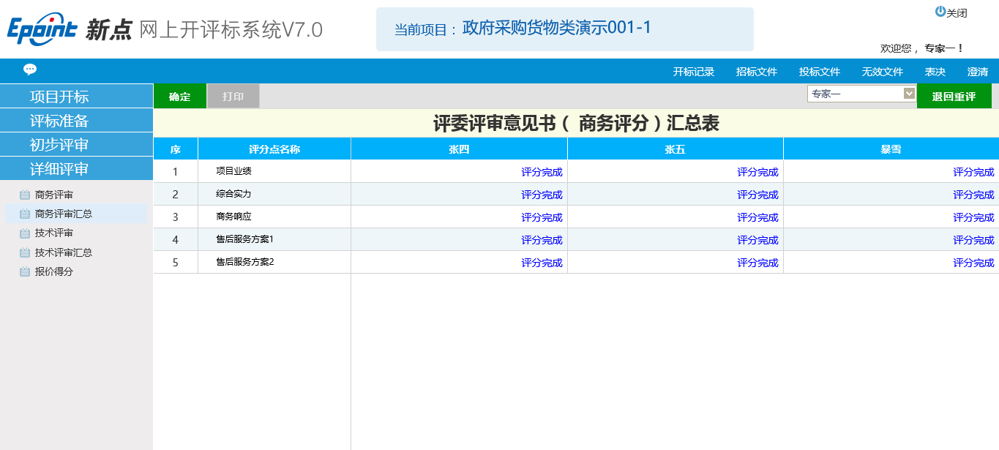 Epoint 新点 网上开评标系统V7.0
当前项目： 政府采购货物类演示001-1
关闭
欢迎您， 专家一！
开标记录 招标文件 投标文件 无效文件 表决 澄清
项目开标
评标准备
初步评审
详细评审
商务评审
商务评审汇总
技术评审
技术评审汇总
报价得分
确定 打印 专家一 退回重评
评委评审意见书（ 商务评分）汇总表
序 评分点名称 张四 张五 暴雪
1 项目业绩 评分完成 评分完成 评分完成
2 综合实力 评分完成 评分完成 评分完成
3 商务响应 评分完成 评分完成 评分完成
4 售后服务方案1 评分完成 评分完成 评分完成
5 售后服务方案2 评分完成 评分完成 评分完成